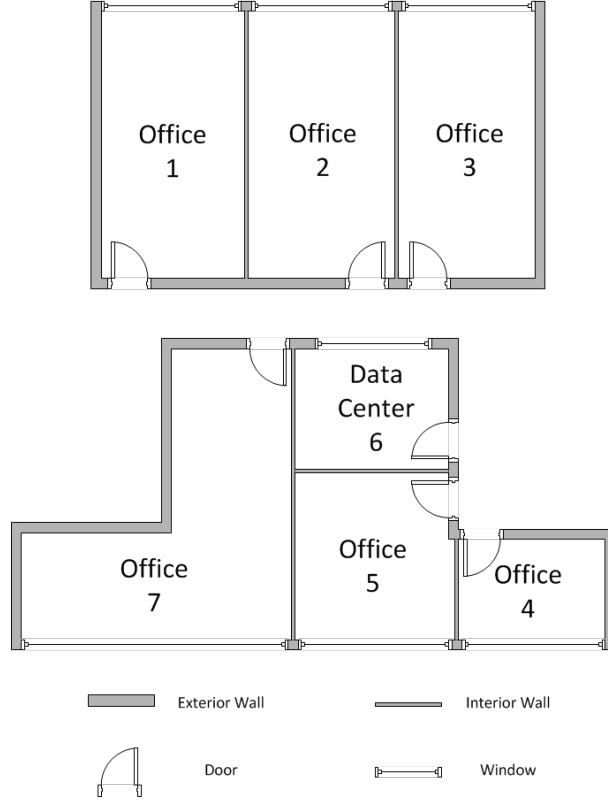 Office
1
Office
2
Office
3
Data
Center
6
Office
7
Office
5
Office
4
Exterior Wall
Interior Wall
Door
Window